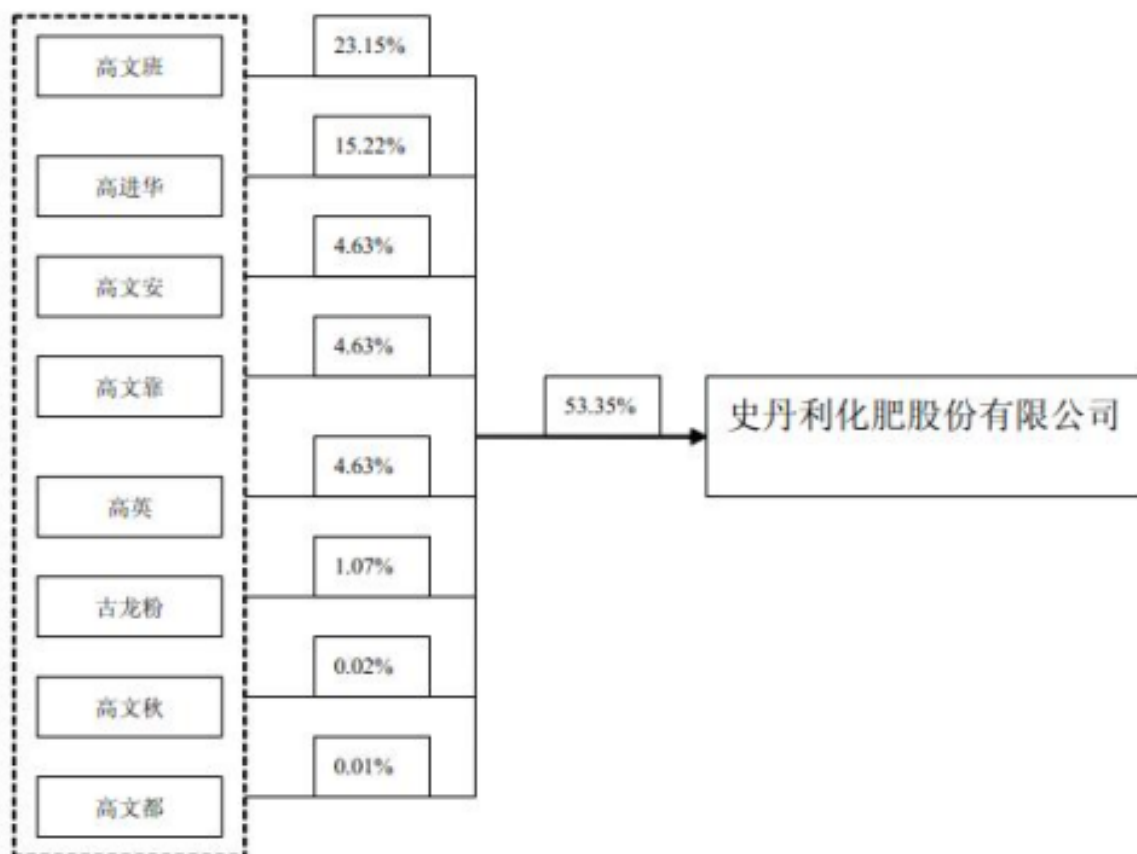 23.15%
高文班
15.22%
高进华
4.63%
高文安
4.63%
高文靠
53.35%
史丹利化肥股份有限公司
4.63%
高英
1.07%
古龙粉
0.02%
高文秋
0.01%
高文都